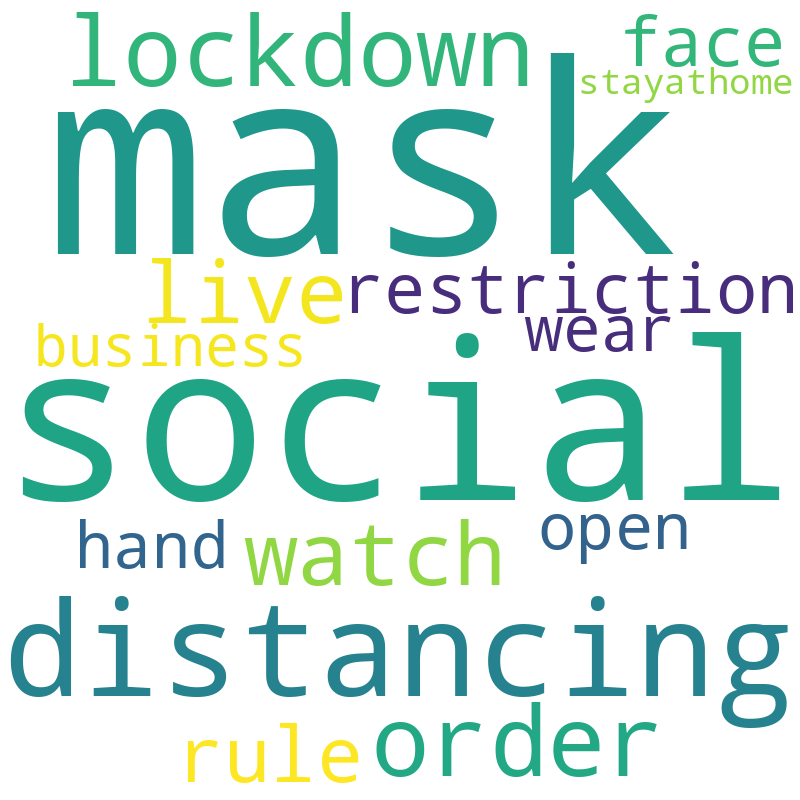 lockdown face
stayathome
mask
live restriction
business wear
social
hand watch open
distancing
rule order